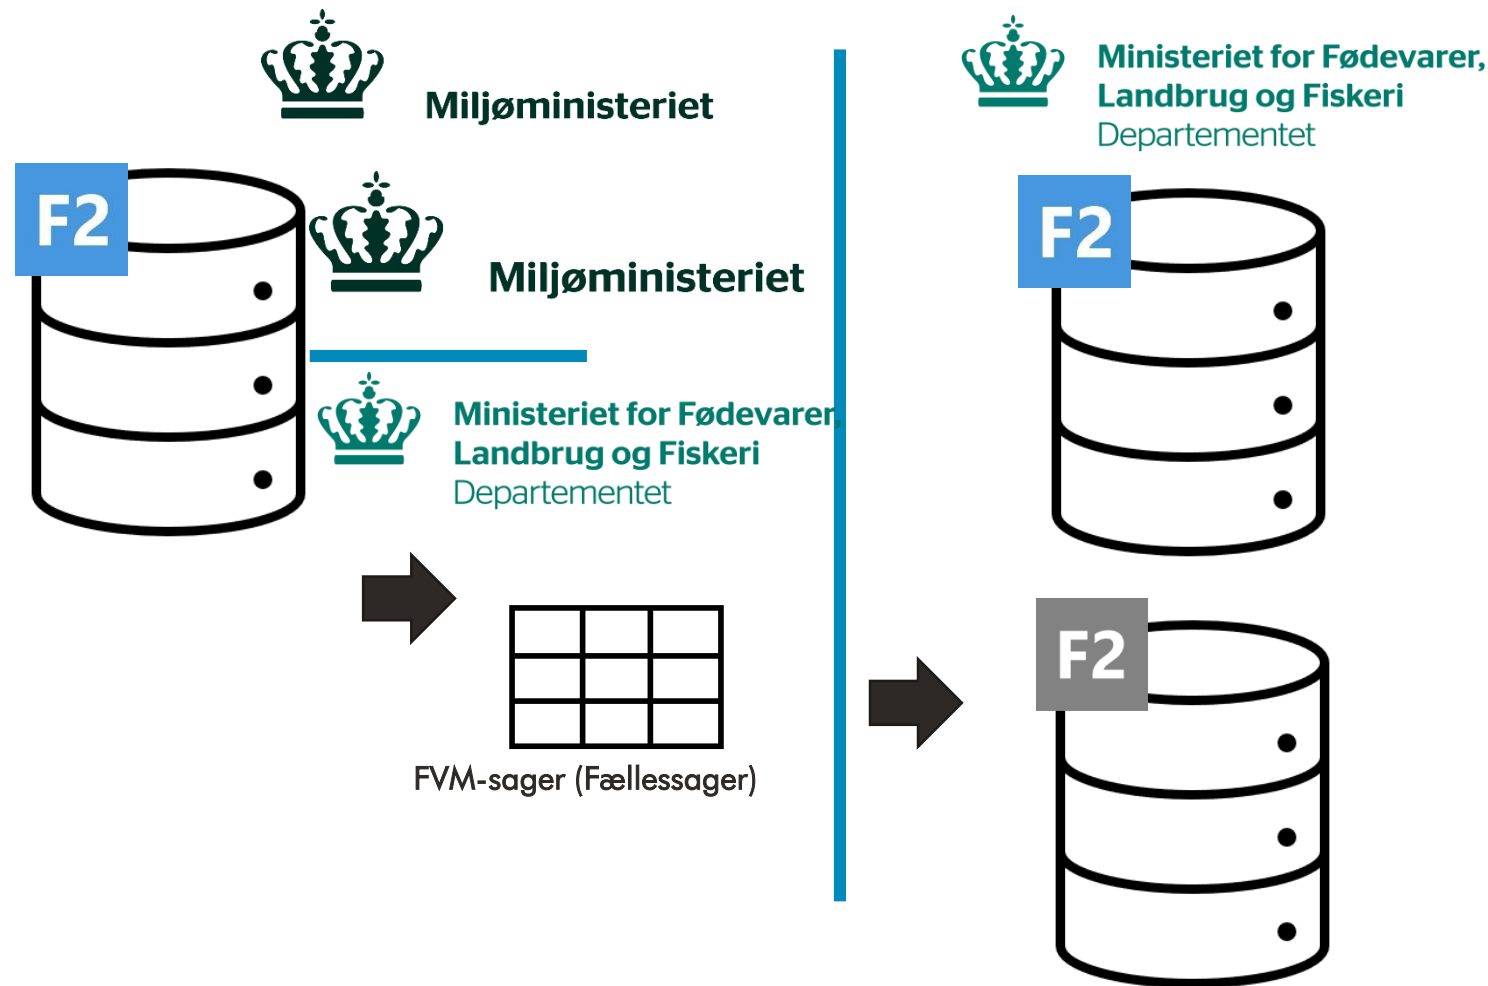 Miljøministeriet
F2
Miljøministeriet
Ministeriet for Fødevarer,
Landbrug og Fiskeri
Departementet
FVM-sager (Fællessager)
Ministeriet for Fødevarer,
Landbrug og Fiskeri
Departementet
F2
F2